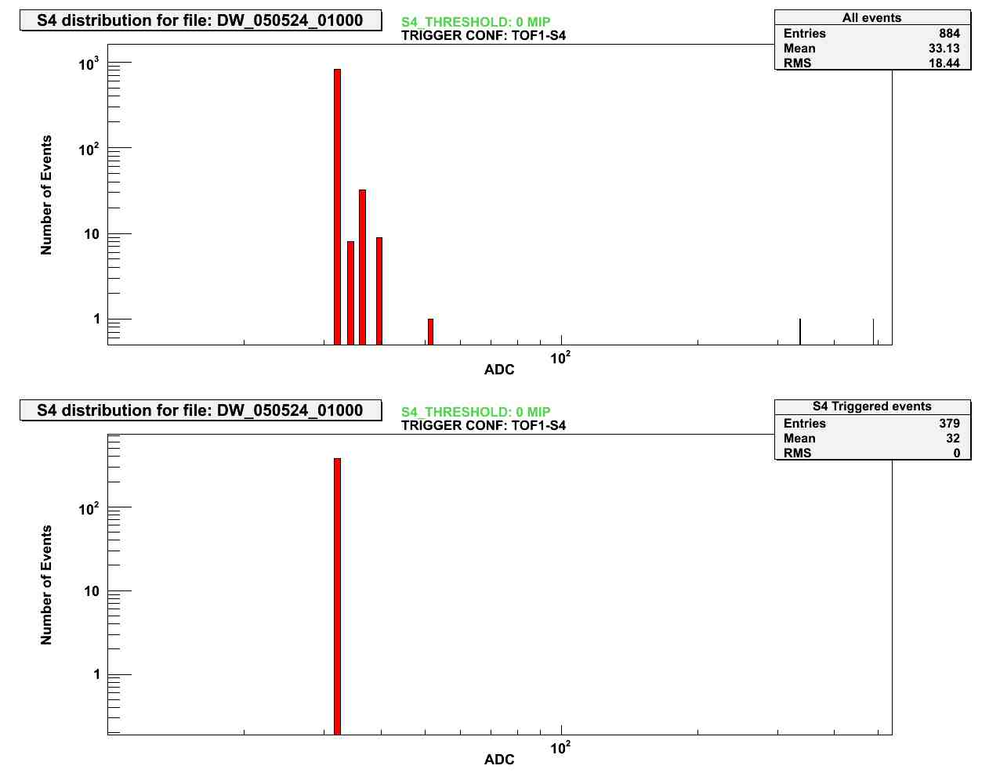 S4 distribution for file: DW_050524_01000
S4_THRESHOLD: 0 MIP
TRIGGER CONF: TOF1-S4
All events
Entries 884
Mean 33.13
RMS 18.44
Number of Events
10³
10²
10
1
10²
ADC
S4 distribution for file: DW_050524_01000
S4_THRESHOLD: 0 MIP
TRIGGER CONF: TOF1-S4
S4 Triggered events
Entries 379
Mean 32
RMS 0
Number of Events
10²
10
1
10²
ADC